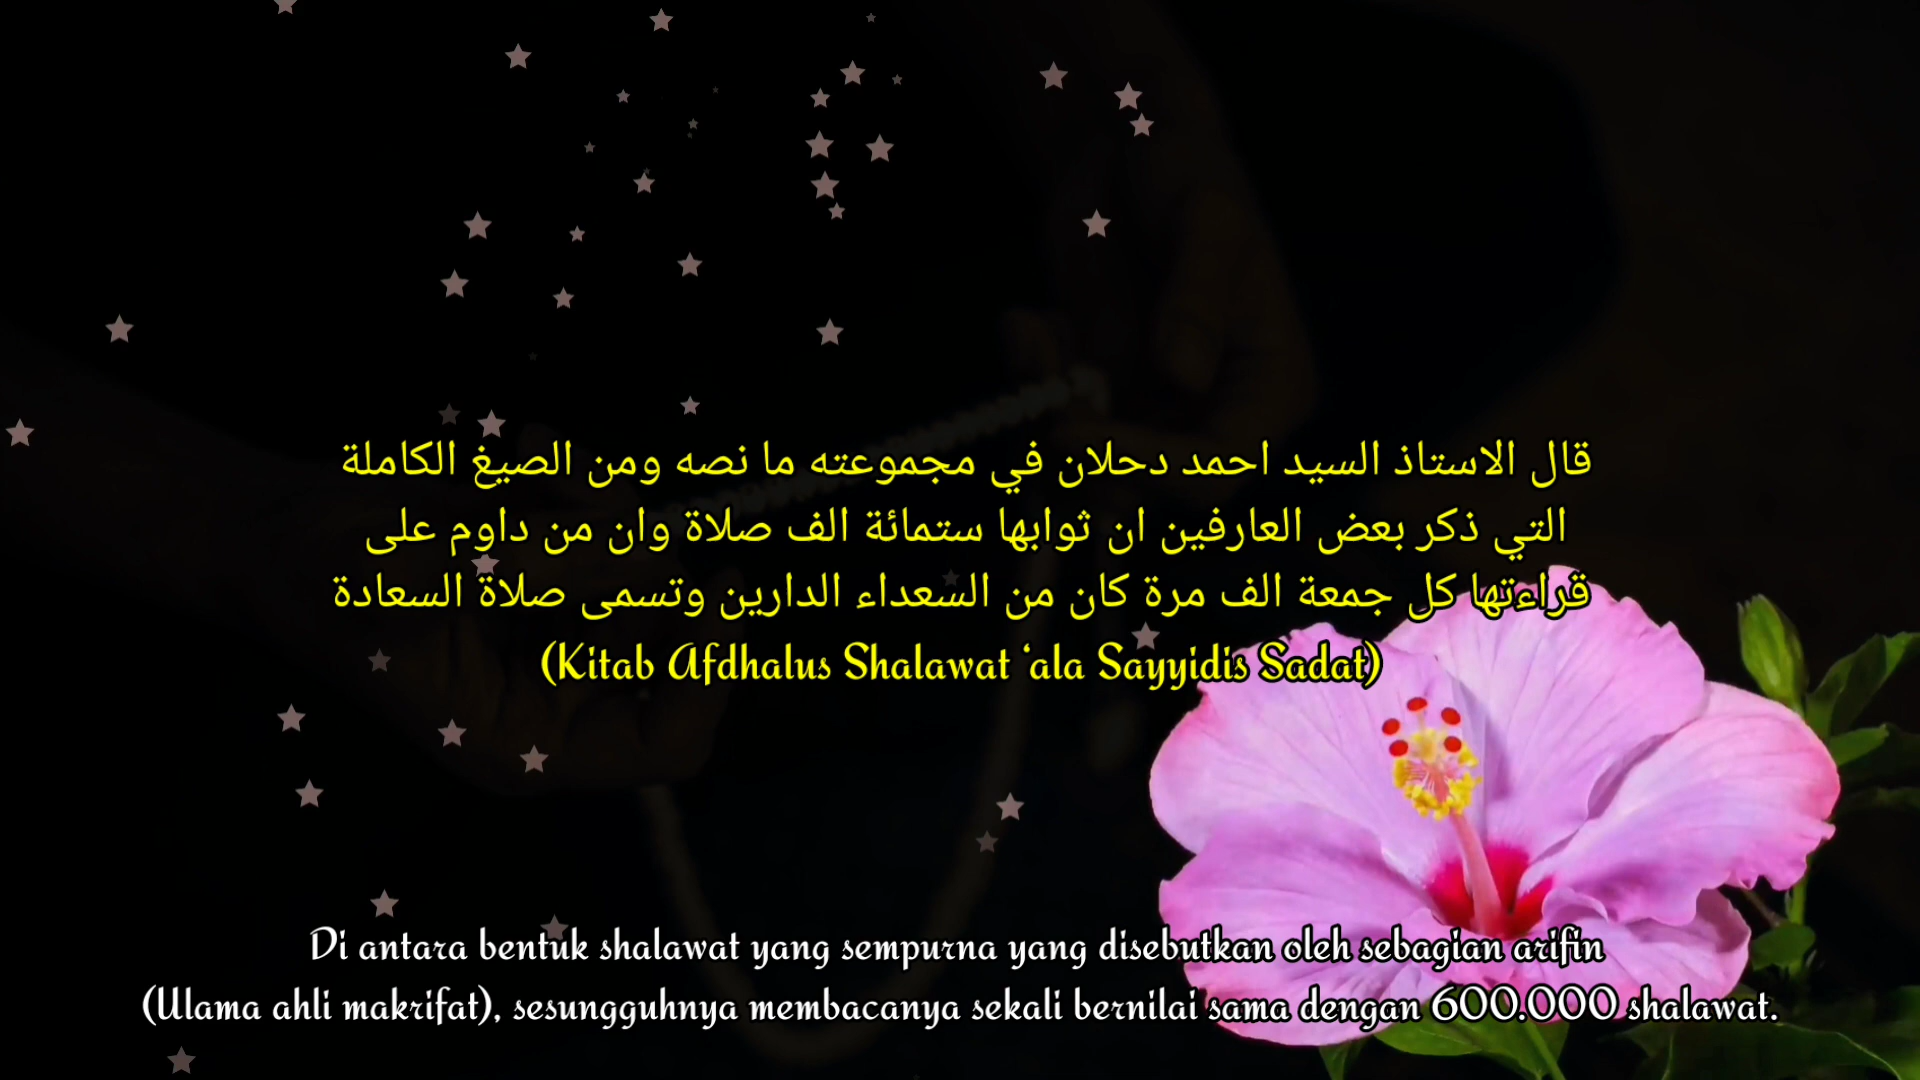 قال الاستاذ السيد احمد دحلان في مجموعته ما نصه ومن الصيغ الكاملة
التي ذكر بعض العارفين ان ثوابها ستمائة الف صلاة وان من داوم على
قراءتها كل جمعة الف مرة كان من السعداء الدارين وتسمى صلاة السعادة
(Kitab Afdhalus Shalawat ‘ala Sayyidis Sadat)
Di antara bentuk shalawat yang sempurna yang disebutkan oleh sebagian arifin
(Ulama ahli makrifat), sesungguhnya membacanya sekali bernilai sama dengan 600.000 shalawat.